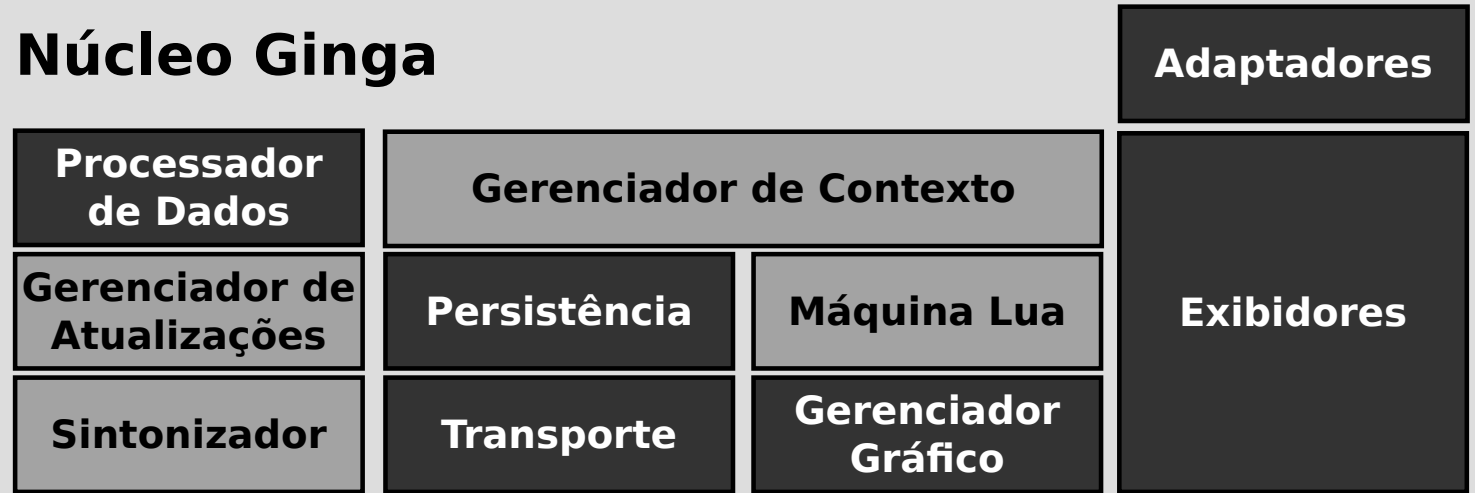 Núcleo Ginga
Adaptadores
Processador
de Dados
Gerenciador de Contexto
Gerenciador de
Atualizações
Persistência
Máquina Lua
Exibidores
Sintonizador
Transporte
Gerenciador
Gráfico